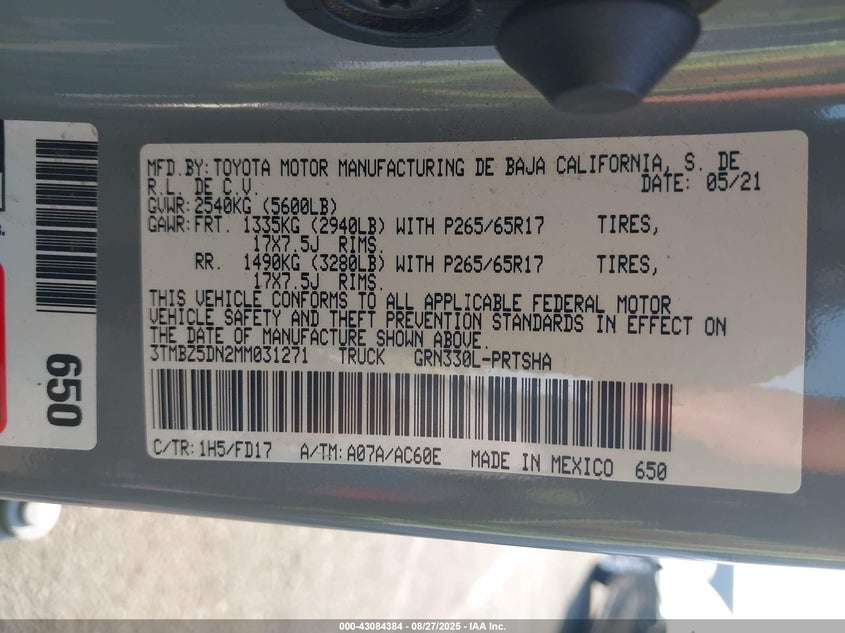 MFD.BY:TOYOTA MOTOR MANUFACTURING DE BAJA CALIFORNIA, S. DE
R.L. DE C.V. DATE: 05/21
GVWR:2540KG (5600LB)
GAWR:FRT. 1335KG (2940LB) WITH P265/65R17 TIRES,
17X7.5J RIMS.
RR. 1490KG (3280LB) WITH P265/65R17 TIRES,
17X7.5J RIMS.
THIS VEHICLE CONFORMS TO ALL APPLICABLE FEDERAL MOTOR
VEHICLE SAFETY AND THEFT PREVENTION STANDARDS IN EFFECT ON
THE DATE OF MANUFACTURE SHOWN ABOVE.
3TMBZ5DN2MM031271 TRUCK GRN330L-PRTSHA
C/TR:1H5/FD17 A/TM:A07A/AC60E MADE IN MEXICO 650
650
000-43084384 - 08/27/2025 - IAA Inc.